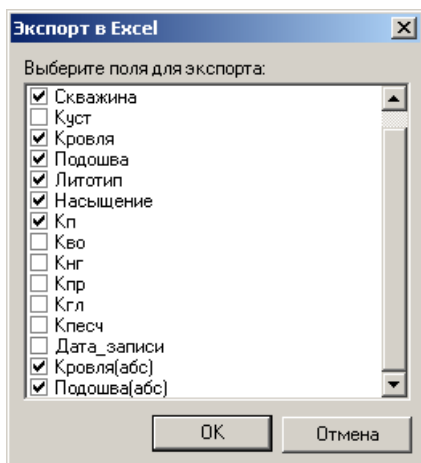 Экспорт в Excel
Выберите поля для экспорта:
Скважина
Куст
Кровля
Подошва
Литотип
Насыщение
Кп
Кво
Кнг
Кпр
Кгл
Кпесч
Дата_записи
Кровля(абс)
Подошва(абс)
OK
Отмена